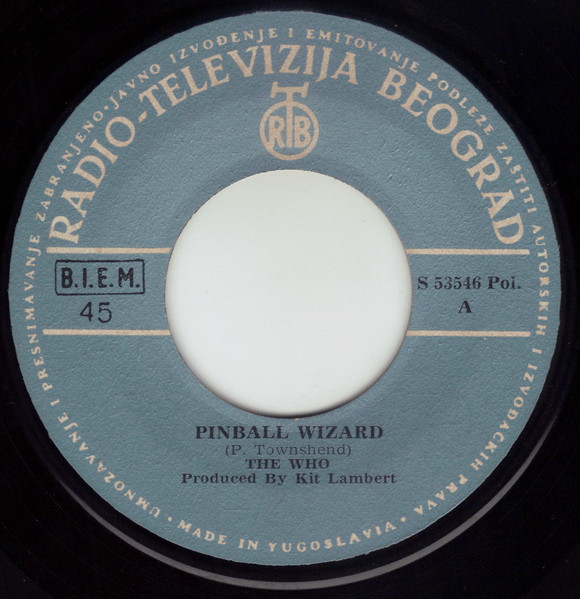 UMNOŽAVANJE I PRESNIMAVANJE ZABRANJENO · JAVNO IZVOĐENJE I EMITOVANJE PODLEŽE ZAŠTITI AUTORSKIH I IZVOĐAČKIH PRAVA ·
RADIO-TELEVIZIJA BEOGRAD
RTB
B.I.E.M.
45
S 53546 Poi.
A
PINBALL WIZARD
(P. Townshend)
THE WHO
Produced By Kit Lambert
MADE IN YUGOSLAVIA ·